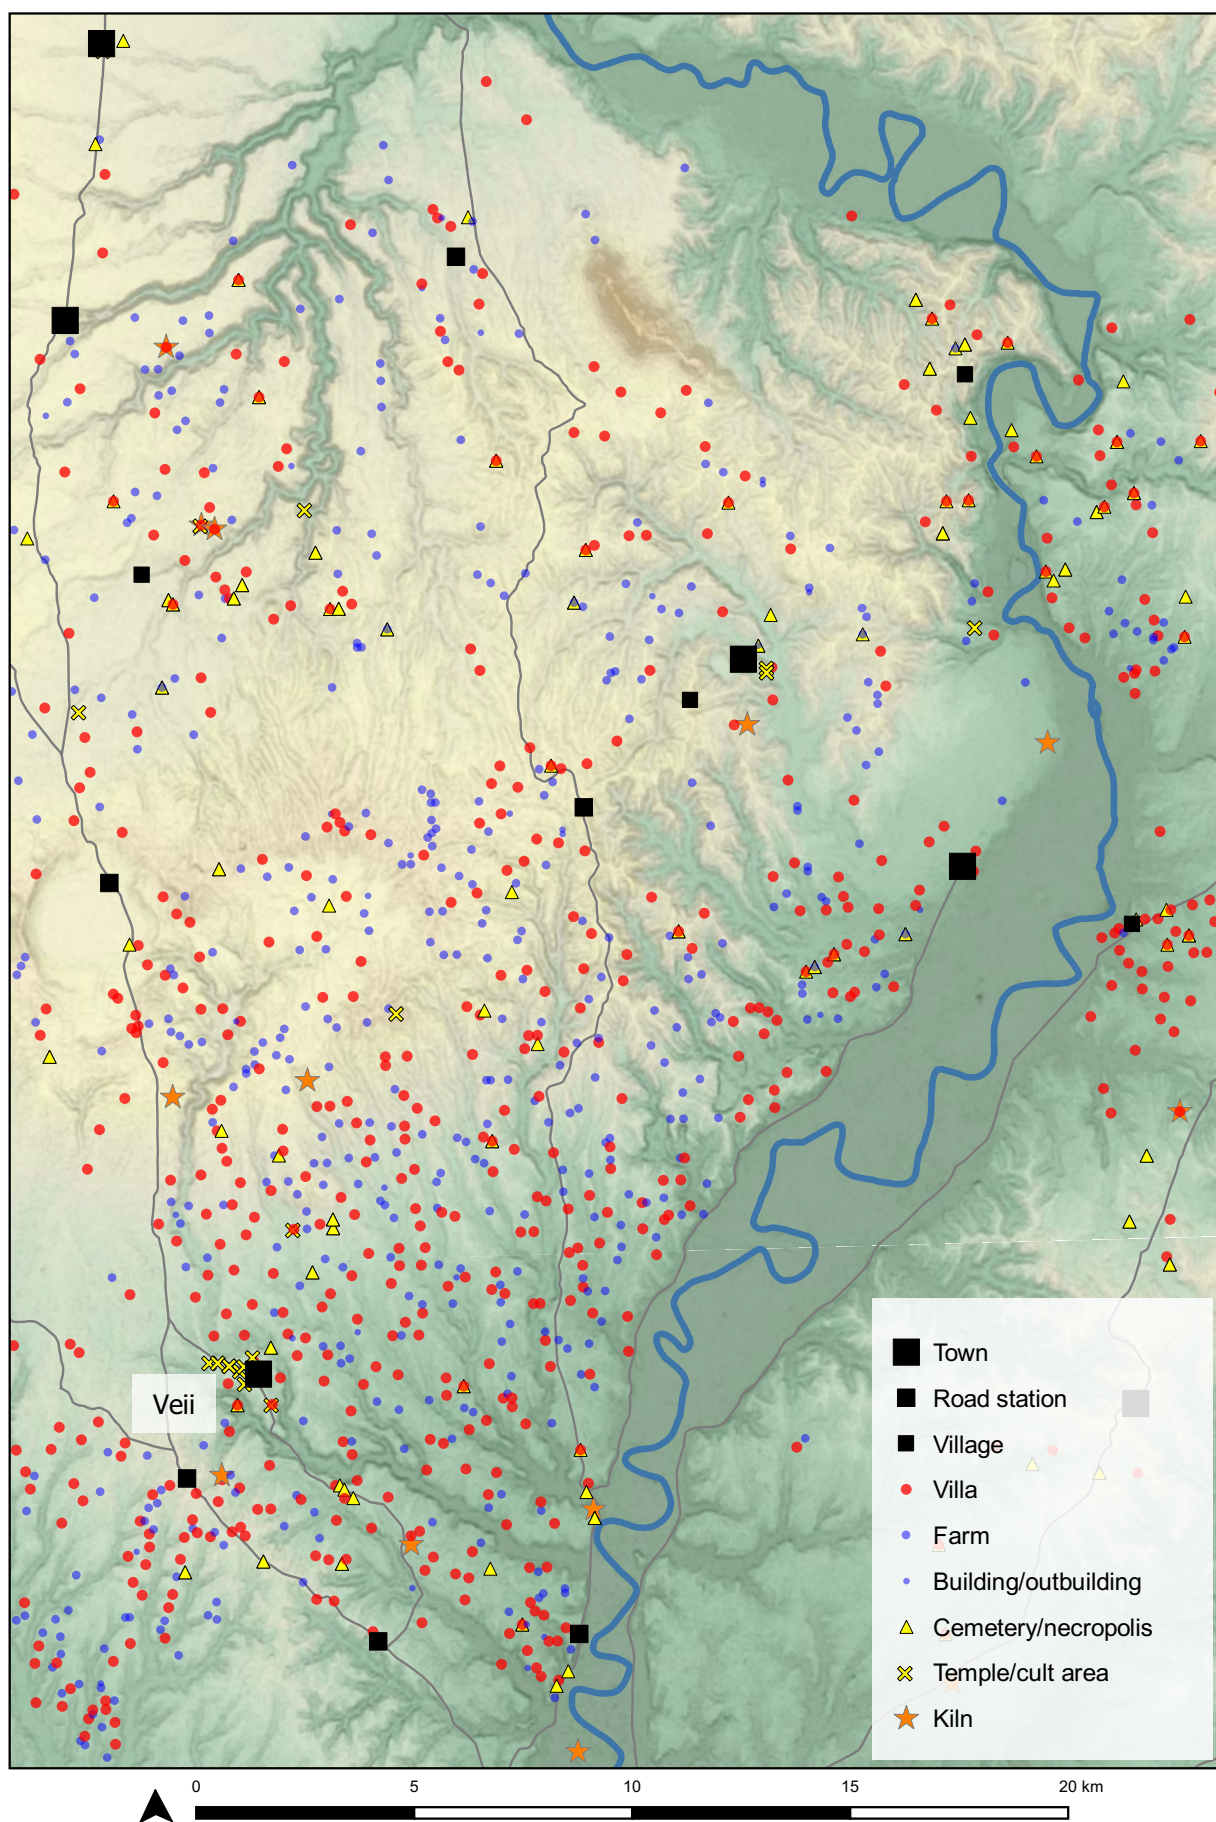 Veii
Town
Road station
Village
Villa
Farm
Building/outbuilding
Cemetery/necropolis
Temple/cult area
Kiln
0 5 10 15 20 km